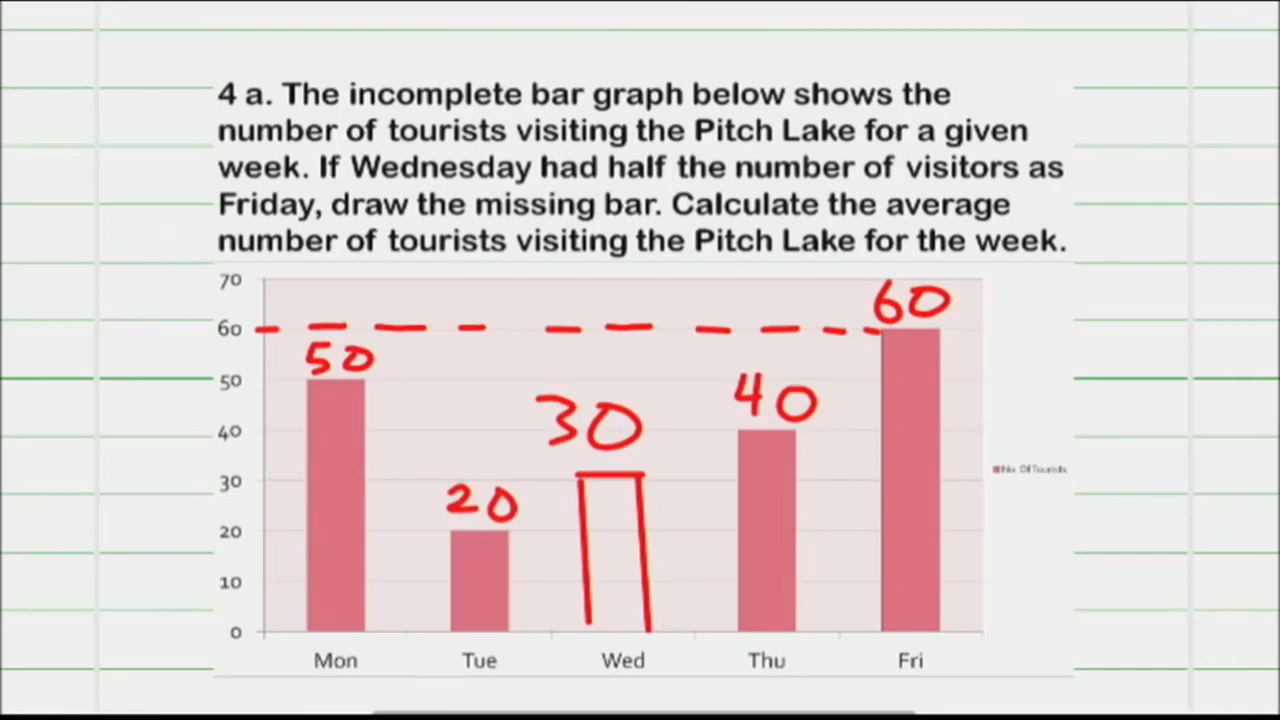 4 a. The incomplete bar graph below shows the
number of tourists visiting the Pitch Lake for a given
week. If Wednesday had half the number of visitors as
Friday, draw the missing bar. Calculate the average
number of tourists visiting the Pitch Lake for the week.
70
60
60
50
50
40
40
30
30
20
20
10
0
No. Of Tourists
Mon Tue Wed Thu Fri